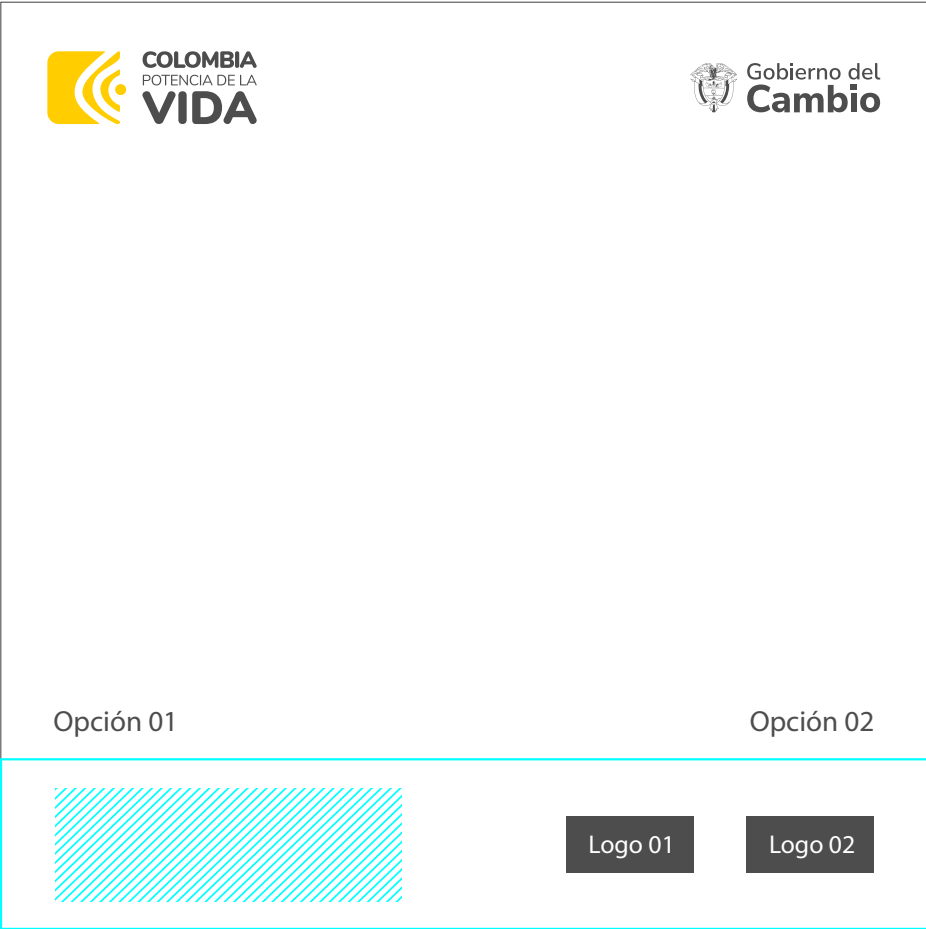 COLOMBIA
POTENCIA DE LA
VIDA
Gobierno del
Cambio
Opción 01
Opción 02
Logo 01
Logo 02